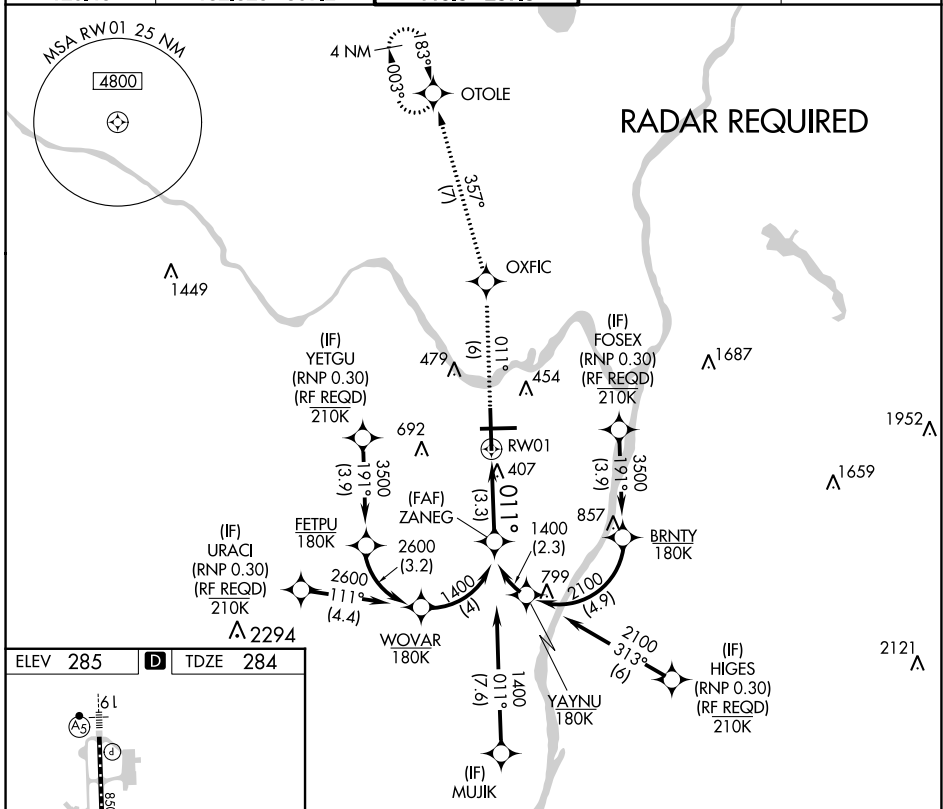 MSA RW01 25 NM
4800
4 NM
183°
003°
OTOLE
RADAR REQUIRED
357°
(7)
OXFIC
1449
011°
(6)
(IF)
YETGU
(RNP 0.30)
(RF REQD)
210K
479
454
(IF)
FOSEX
(RNP 0.30)
(RF REQD)
210K
1687
1952
692
RW01
407
1659
3500
191°
(3.9)
011°
(3.3)
(FAF)
ZANEG
3500
191°
(3.9)
857
FETPU
180K
2600
(3.2)
1400
(2.3)
BRNTY
180K
(IF)
URACI
(RNP 0.30)
(RF REQD)
210K
2600
111°
(4.4)
1400
(4)
799
2100
(4.9)
2294
WOVAR
180K
2100
313°
(6)
(IF)
HIGES
(RNP 0.30)
(RF REQD)
210K
2121
YAYNU
180K
1400
011°
(7.6)
(IF)
MUJIK
ELEV 285
D
TDZE 284
19
A5
P